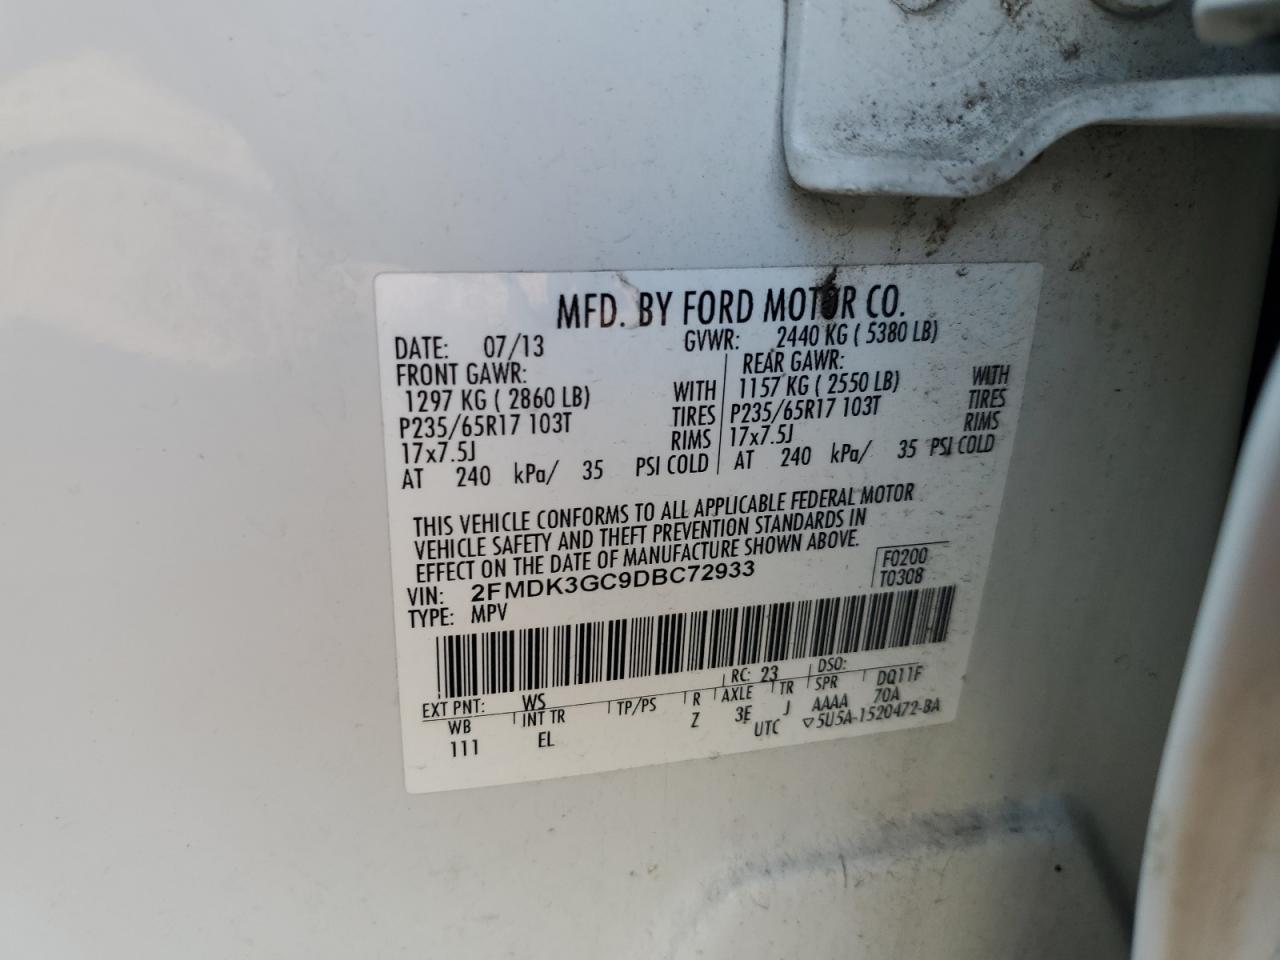 MFD. BY FORD MOTOR CO.
DATE: 07/13 GVWR: 2440 KG ( 5380 LB)
FRONT GAWR: REAR GAWR:
1297 KG ( 2860 LB) WITH 1157 KG ( 2550 LB) WITH
P235/65R17 103T TIRES P235/65R17 103T TIRES
17x7.5J RIMS 17x7.5J RIMS
AT 240 kPa/ 35 PSI COLD AT 240 kPa/ 35 PSI COLD
THIS VEHICLE CONFORMS TO ALL APPLICABLE FEDERAL MOTOR
VEHICLE SAFETY AND THEFT PREVENTION STANDARDS IN
EFFECT ON THE DATE OF MANUFACTURE SHOWN ABOVE.
F0200
VIN: 2FMDK3GC9DBC72933 T0308
TYPE: MPV
EXT PNT: WS RC: 23 DSO: DQ11F
WB INT TR TP/PS R AXLE TR SPR 70A
111 EL Z 3E J AAAA
UTC ▽5U5A-1520472-BA